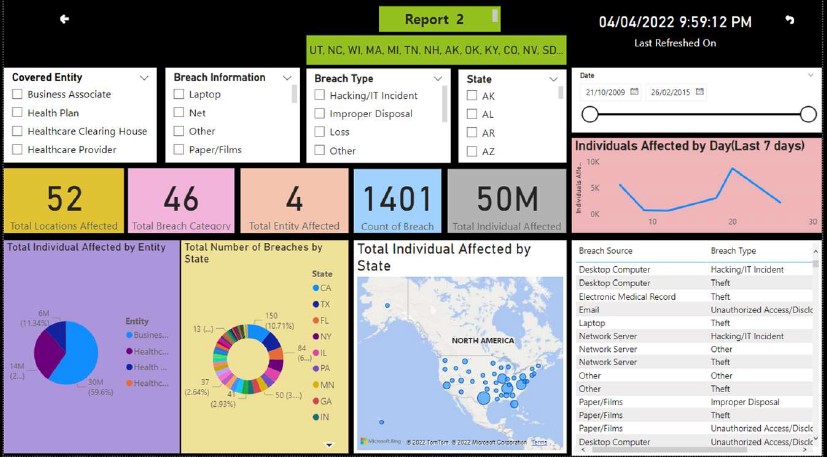 Report 2
04/04/2022 9:59:12 PM
Last Refreshed On
UT, NC, WI, MA, MI, TN, NH, AK, OK, KY, CO, NV, SD...
Covered Entity
Business Associate
Health Plan
Healthcare Clearing House
Healthcare Provider
Breach Information
Laptop
Net
Other
Paper/Films
Breach Type
Hacking/IT Incident
Improper Disposal
Loss
Other
State
AK
AL
AR
AZ
Date
21/10/2009
26/02/2015
52
Total Locations Affected
46
Total Breach Category
4
Total Entity Affected
1401
Count of Breach
50M
Total Individual Affected
Individuals Affected by Day(Last 7 days)
Individuals Affe...
10K
5K
0K
10
20
30
Total Individual Affected by Entity
6M
(11.34%)
14M
(2...)
30M
(59.6%)
Entity
Busines...
Healthc...
Health ...
Healthc...
Total Number of Breaches by
State
150
(10.71%)
84
(6...)
50 (3....)
41
(2.93%)
37
(2.64%)
13 (...)
State
CA
TX
FL
NY
IL
PA
MN
GA
IN
Total Individual Affected by
State
NORTH AMERICA
Microsoft Bing
© 2022 TomTom © 2022 Microsoft Corporation Terms
Breach Source Breach Type
Desktop Computer Hacking/IT Incident
Desktop Computer Theft
Electronic Medical Record Theft
Email Unauthorized Access/Disclo
Laptop Theft
Network Server Hacking/IT Incident
Network Server Other
Network Server Theft
Other Other
Other Theft
Paper/Films Improper Disposal
Paper/Films Theft
Paper/Films Unauthorized Access/Disclo
Desktop Computer Unauthorized Access/Disclo